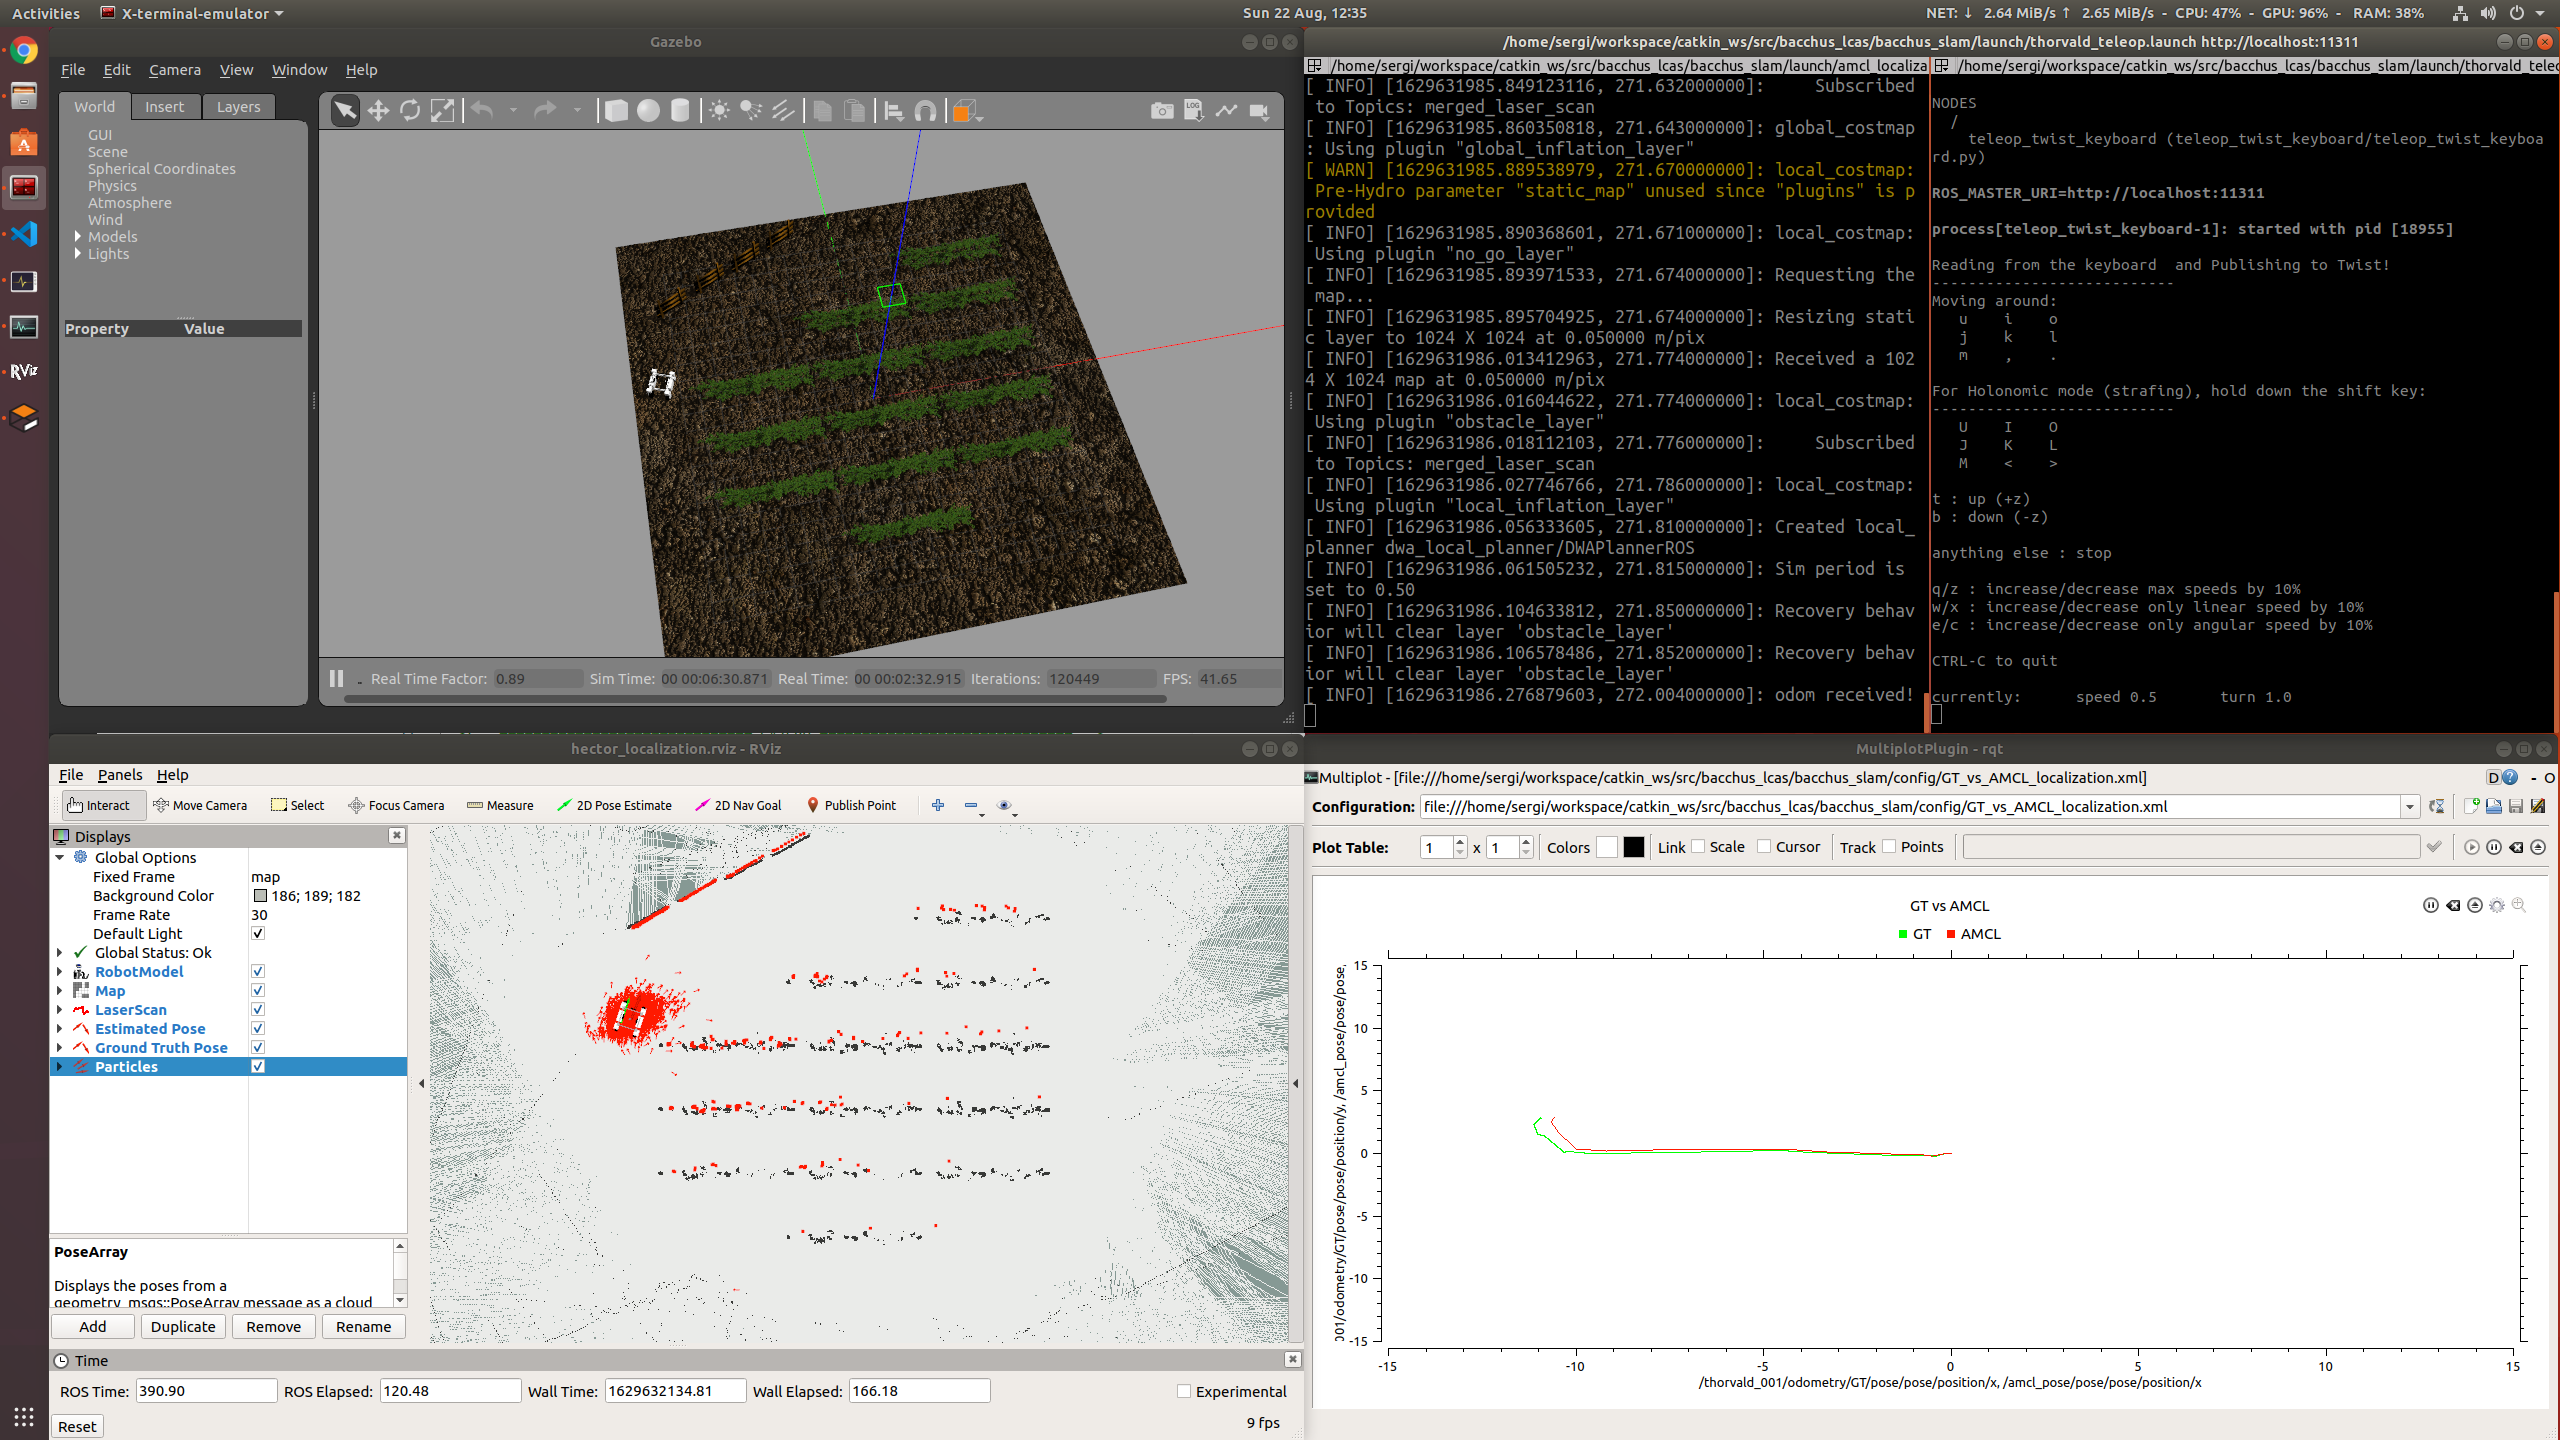 Activities
X-terminal-emulator
Sun 22 Aug, 12:35
NET: ↓ 2.64 MiB/s ↑ 2.65 MiB/s - CPU: 47% - GPU: 96% - RAM: 38%
Gazebo
File Edit Camera View Window Help
World Insert Layers
GUI
Scene
Spherical Coordinates
Physics
Atmosphere
Wind
Models
Lights
Property Value
LOG
Real Time Factor: 0.89 Sim Time: 00 00:06:30.871 Real Time: 00 00:02:32.915 Iterations: 120449 FPS: 41.65
/home/sergi/workspace/catkin_ws/src/bacchus_lcas/bacchus_slam/launch/thorvald_teleop.launch http://localhost:11311
/home/sergi/workspace/catkin_ws/src/bacchus_lcas/bacchus_slam/launch/amcl_localiza
[ INFO] [1629631985.849123116, 271.632000000]:     Subscribed
to Topics: merged_laser_scan
[ INFO] [1629631985.860350818, 271.643000000]: global_costmap
: Using plugin "global_inflation_layer"
[ WARN] [1629631985.889538979, 271.670000000]: local_costmap:
Pre-Hydro parameter "static_map" unused since "plugins" is p
rovided
[ INFO] [1629631985.890368601, 271.671000000]: local_costmap:
Using plugin "no_go_layer"
[ INFO] [1629631985.893971533, 271.674000000]: Requesting the
map...
[ INFO] [1629631985.895704925, 271.674000000]: Resizing stati
c layer to 1024 X 1024 at 0.050000 m/pix
[ INFO] [1629631986.013412963, 271.774000000]: Received a 102
4 X 1024 map at 0.050000 m/pix
[ INFO] [1629631986.016044622, 271.774000000]: local_costmap:
Using plugin "obstacle_layer"
[ INFO] [1629631986.018112103, 271.776000000]:     Subscribed
to Topics: merged_laser_scan
[ INFO] [1629631986.027746766, 271.786000000]: local_costmap:
Using plugin "local_inflation_layer"
[ INFO] [1629631986.056333605, 271.810000000]: Created local_
planner dwa_local_planner/DWAPlannerROS
[ INFO] [1629631986.061505232, 271.815000000]: Sim period is
set to 0.50
[ INFO] [1629631986.104633812, 271.850000000]: Recovery behav
ior will clear layer 'obstacle_layer'
[ INFO] [1629631986.106578486, 271.852000000]: Recovery behav
ior will clear layer 'obstacle_layer'
[ INFO] [1629631986.276879603, 272.004000000]: odom received!
/home/sergi/workspace/catkin_ws/src/bacchus_lcas/bacchus_slam/launch/thorvald_teleo
NODES
/
teleop_twist_keyboard (teleop_twist_keyboard/teleop_twist_keyboa
rd.py)
ROS_MASTER_URI=http://localhost:11311
process[teleop_twist_keyboard-1]: started with pid [18955]
Reading from the keyboard  and Publishing to Twist!
---------------------------
Moving around:
u    i    o
j    k    l
m    ,    .
For Holonomic mode (strafing), hold down the shift key:
---------------------------
U    I    O
J    K    L
M    <    >
t : up (+z)
b : down (-z)
anything else : stop
q/z : increase/decrease max speeds by 10%
w/x : increase/decrease only linear speed by 10%
e/c : increase/decrease only angular speed by 10%
CTRL-C to quit
currently:      speed 0.5       turn 1.0
RViz
hector_localization.rviz - RViz
File Panels Help
Interact Move Camera Select Focus Camera Measure 2D Pose Estimate 2D Nav Goal Publish Point
Displays
Global Options
Fixed Frame map
Background Color 186; 189; 182
Frame Rate 30
Default Light
Global Status: Ok
RobotModel
Map
LaserScan
Estimated Pose
Ground Truth Pose
Particles
PoseArray
Displays the poses from a
geometry_msgs::PoseArray message as a cloud
Add Duplicate Remove Rename
Time
ROS Time: 390.90 ROS Elapsed: 120.48 Wall Time: 1629632134.81 Wall Elapsed: 166.18 Experimental
Reset
9 fps
MultiplotPlugin - rqt
Multiplot - [file:///home/sergi/workspace/catkin_ws/src/bacchus_lcas/bacchus_slam/config/GT_vs_AMCL_localization.xml]
D ? - O
Configuration: file:///home/sergi/workspace/catkin_ws/src/bacchus_lcas/bacchus_slam/config/GT_vs_AMCL_localization.xml
Plot Table: 1 x 1 Colors Link Scale Cursor Track Points
GT vs AMCL
GT AMCL
001/odometry/GT/pose/pose/position/y, /amcl_pose/pose/pose,
15
10
5
0
-5
-10
-15
-15 -10 -5 0 5 10 15
/thorvald_001/odometry/GT/pose/pose/position/x, /amcl_pose/pose/pose/position/x